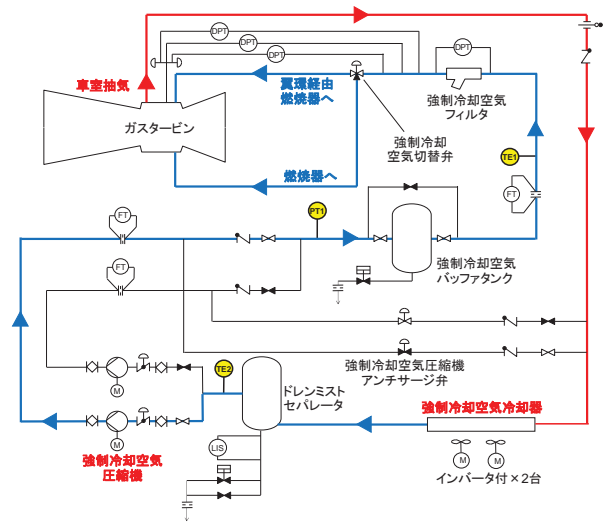 DPT
DPT
DPT
DPT
車室抽気
翼環経由
燃焼器へ
強制冷却空気
フィルタ
ガスタービン
強制冷却
空気切替弁
TE1
燃焼器へ
FT
FT
PT1
FT
強制冷却空気
バッファタンク
強制冷却空気圧縮機
アンチサージ弁
TE2
M
ドレンミスト
セパレータ
強制冷却空気冷却器
M
LIS
強制冷却空気
圧縮機
M
M
インバータ付×2台